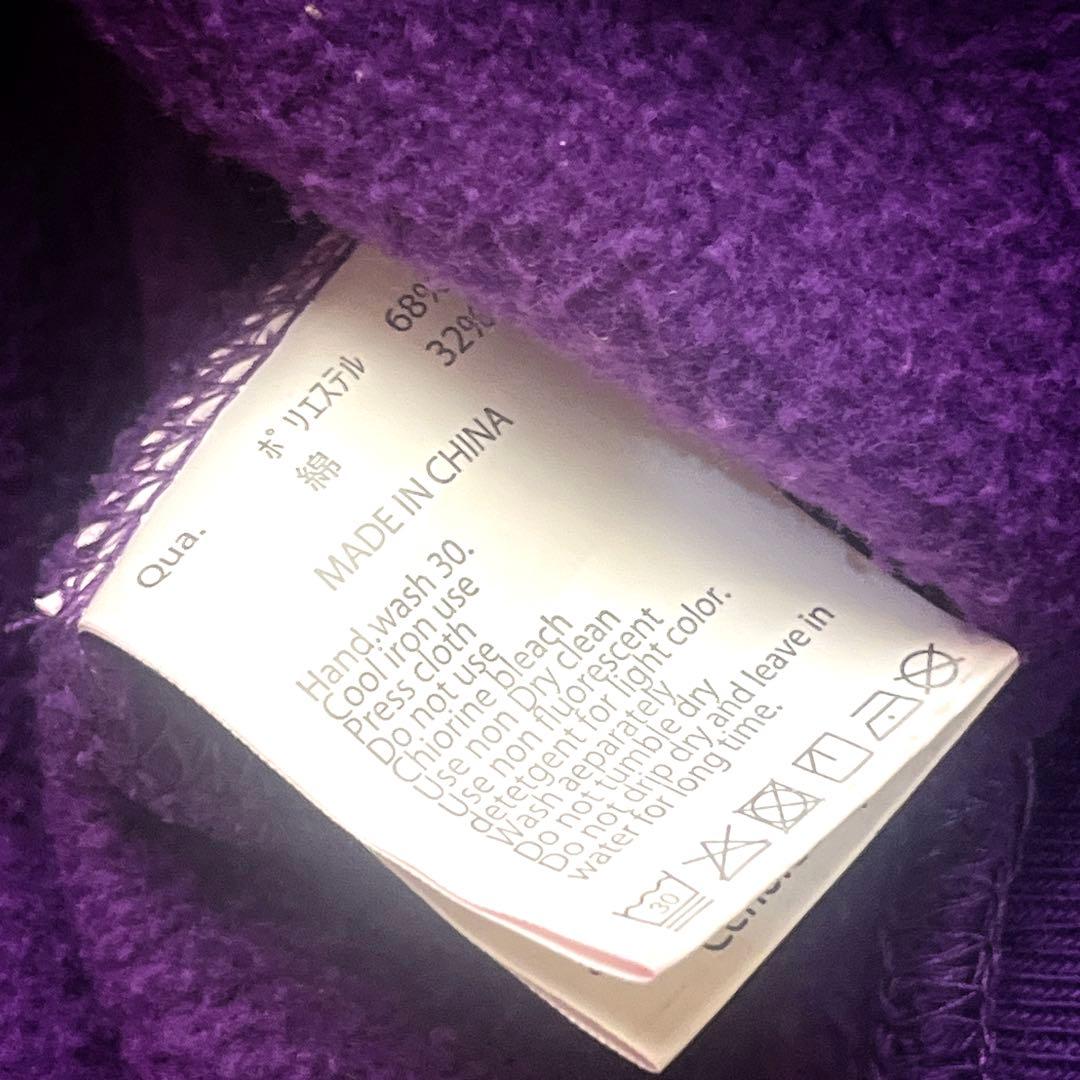 Qua.
ポリエステル 68%
綿 32%
MADE IN CHINA
Hand.wash 30.
Cool iron use
Press cloth
Do not use
Chlorine bleach
Use non Dry clean
Use non fluorescent
detetgent for light color.
Wash aeparately
Do not tumble dry
Do not drip dry and leave in
water for long time.
30